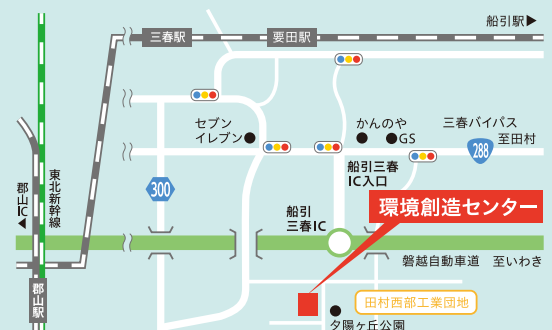 船引駅▶
三春駅
要田駅
セブン
イレブン
かんのや
GS
三春バイパス
至田村
288
船引三春
IC入口
300
郡山IC◀
東北新幹線
船引
三春IC
環境創造センター
磐越自動車道 至いわき
郡山駅
田村西部工業団地
夕陽ヶ丘公園